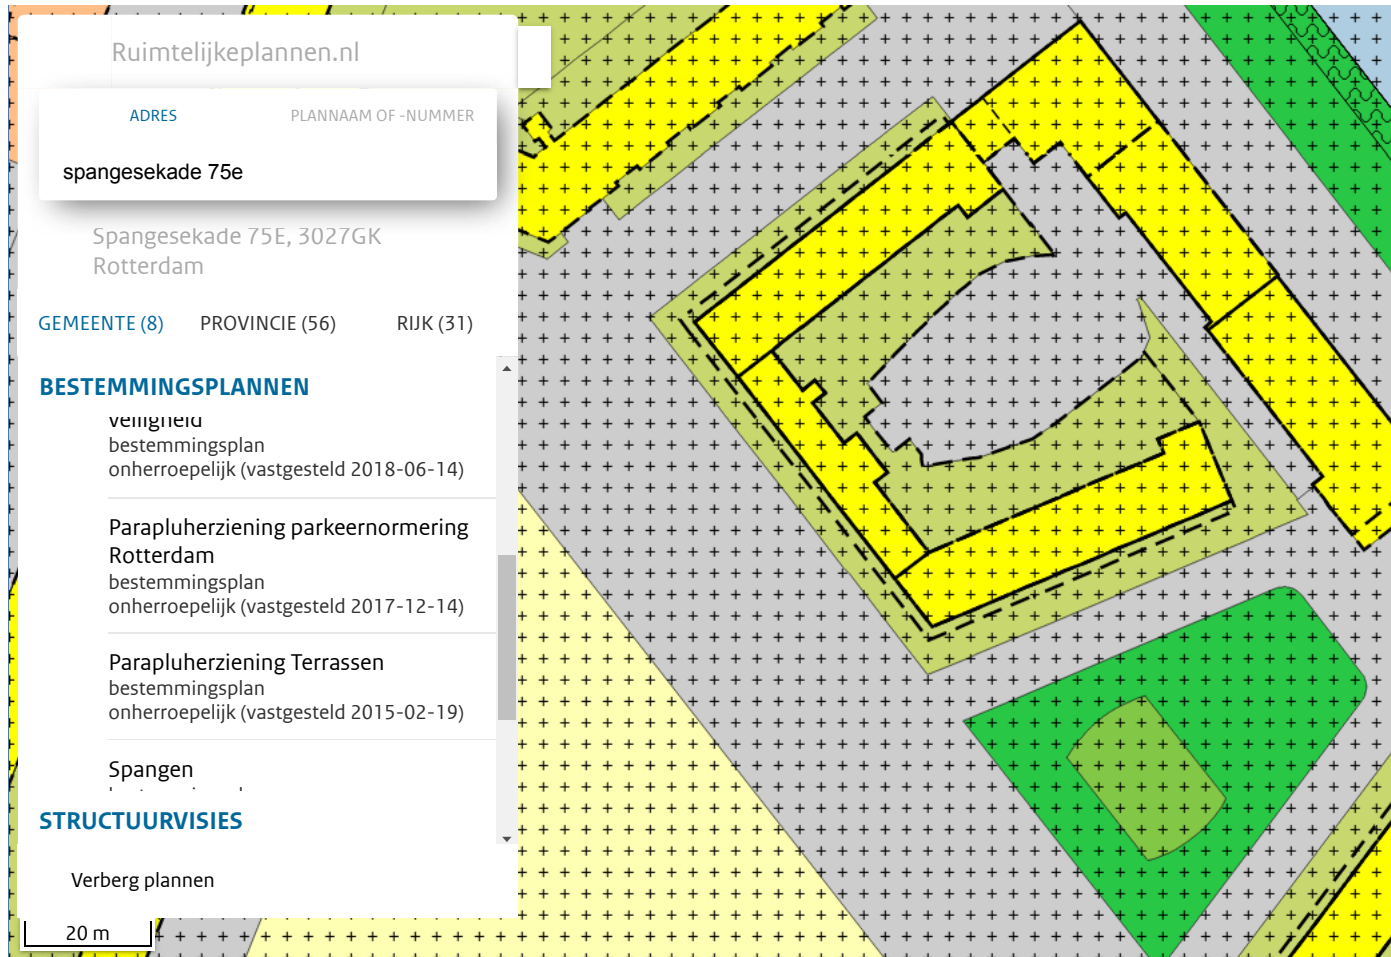 Ruimtelijkeplannen.nl
ADRES PLANNAAM OF -NUMMER
spangesekade 75e
Spangesekade 75E, 3027GK
Rotterdam
GEMEENTE (8) PROVINCIE (56) RIJK (31)
BESTEMMINGSPLANNEN
veiligheid
bestemmingsplan
onherroepelijk (vastgesteld 2018-06-14)
Parapluherziening parkeernormering
Rotterdam
bestemmingsplan
onherroepelijk (vastgesteld 2017-12-14)
Parapluherziening Terrassen
bestemmingsplan
onherroepelijk (vastgesteld 2015-02-19)
Spangen
STRUCTUURVISIES
Verberg plannen
20 m